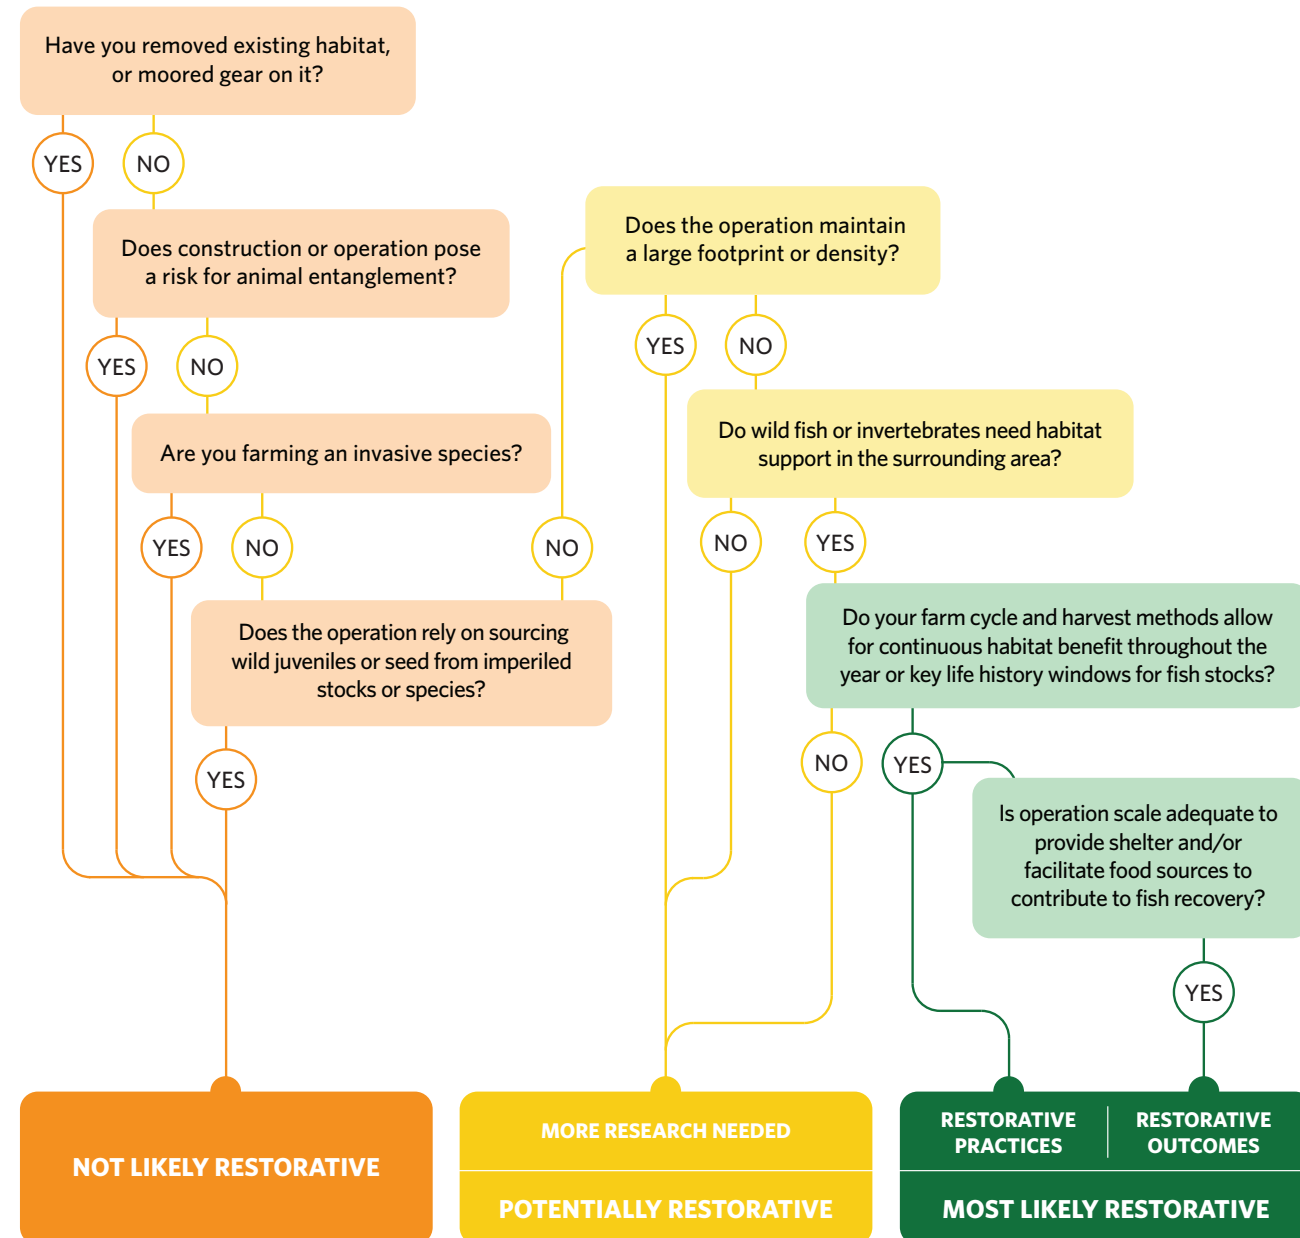 Have you removed existing habitat,
or moored gear on it?
YES
NO
Does construction or operation pose
a risk for animal entanglement?
YES
NO
Are you farming an invasive species?
YES
NO
NO
Does the operation rely on sourcing
wild juveniles or seed from imperiled
stocks or species?
YES
Does the operation maintain
a large footprint or density?
YES
NO
Do wild fish or invertebrates need habitat
support in the surrounding area?
NO
YES
Do your farm cycle and harvest methods allow
for continuous habitat benefit throughout the
year or key life history windows for fish stocks?
NO
YES
Is operation scale adequate to
provide shelter and/or
facilitate food sources to
contribute to fish recovery?
YES
NOT LIKELY RESTORATIVE
MORE RESEARCH NEEDED
POTENTIALLY RESTORATIVE
RESTORATIVE
PRACTICES
RESTORATIVE
OUTCOMES
MOST LIKELY RESTORATIVE